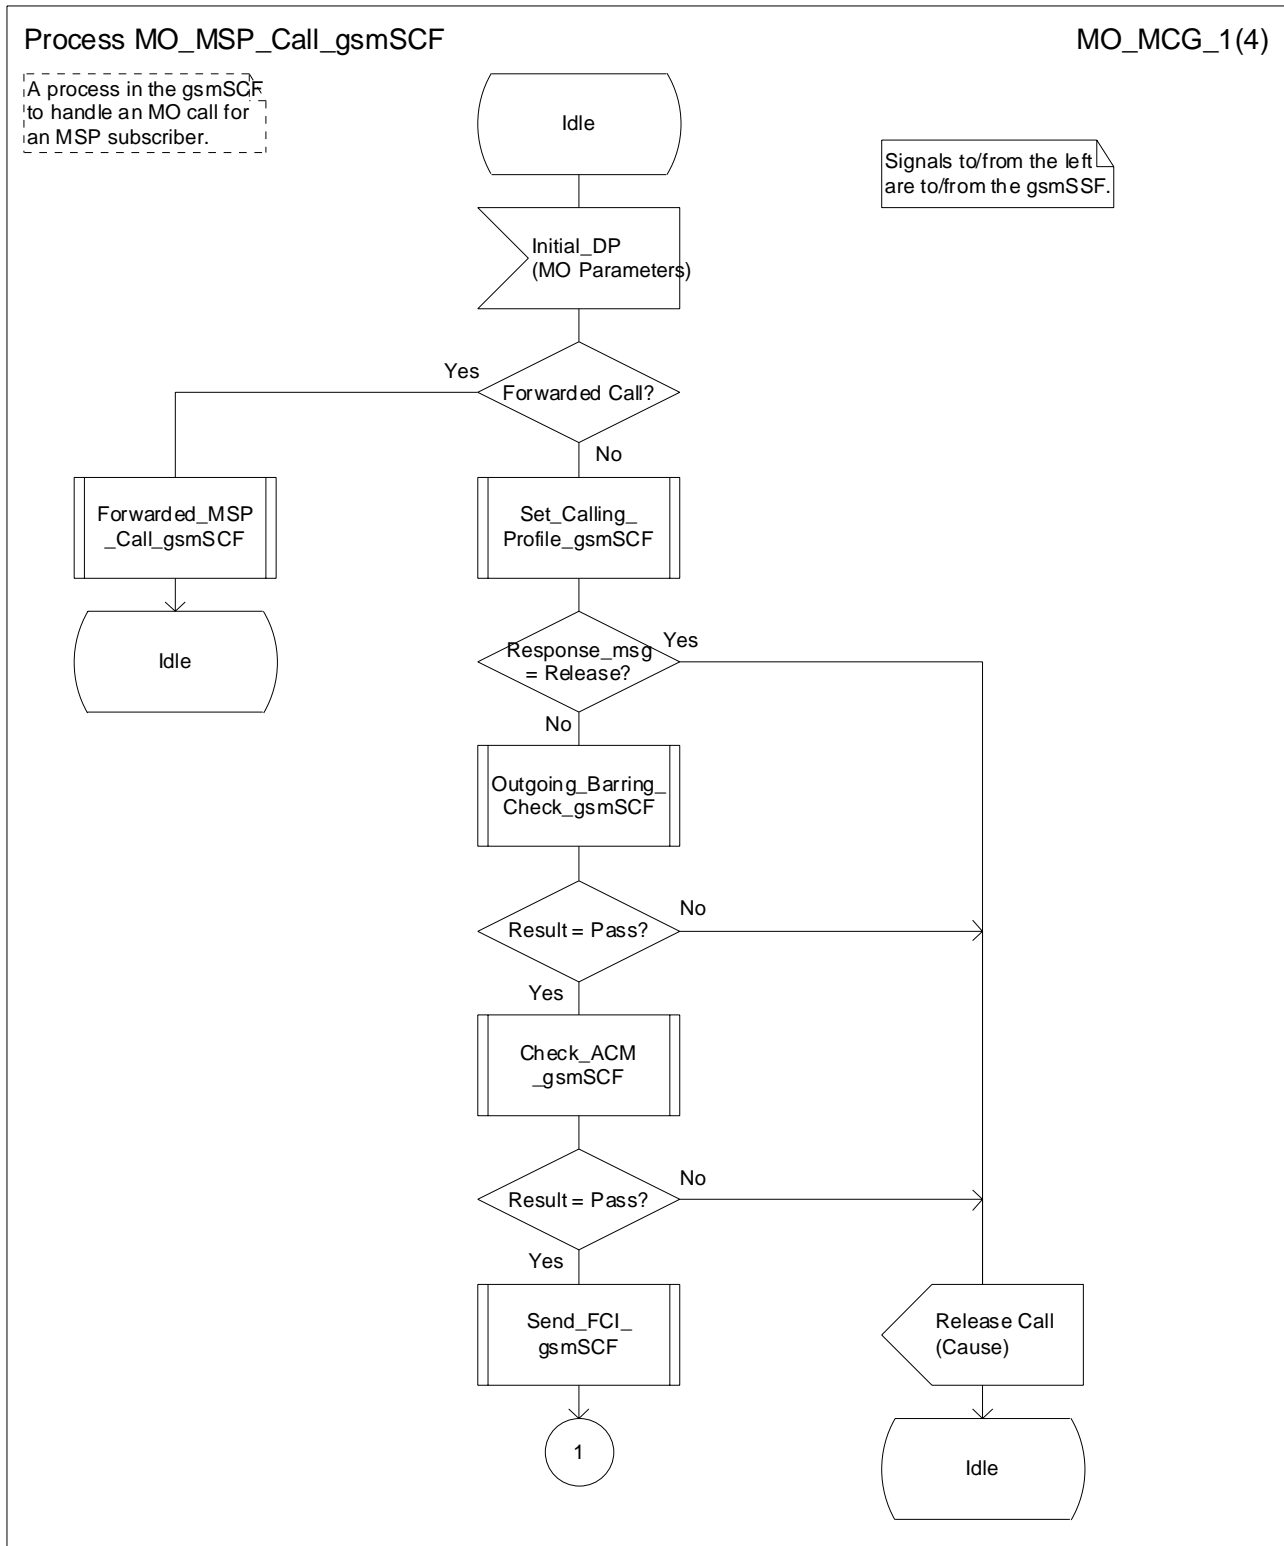 Process MO_MSP_Call_gsmSCF
MO_MCG_1(4)
A process in the gsmSCF
to handle an MO call for
an MSP subscriber.
Idle
Signals to/from the left
are to/from the gsmSSF.
Initial_DP
(MO Parameters)
Yes
Forwarded Call?
No
Forwarded_MSP
_Call_gsmSCF
Set_Calling_
Profile_gsmSCF
Idle
Response_msg
= Release?
Yes
No
Outgoing_Barring_
Check_gsmSCF
Result = Pass?
No
Yes
Check_ACM
_gsmSCF
Result = Pass?
No
Yes
Send_FCI_
gsmSCF
Release Call
(Cause)
1
Idle